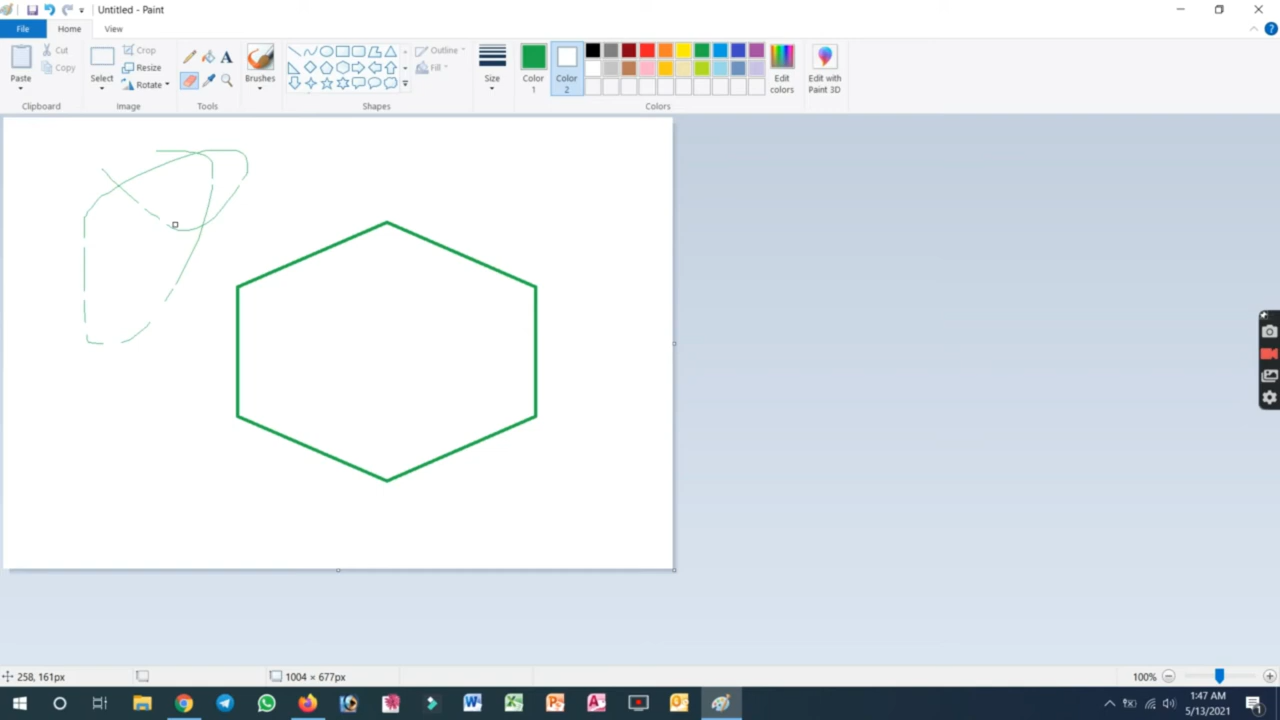 Untitled - Paint
File
Home
View
Paste
Cut
Copy
Clipboard
Select
Crop
Resize
Rotate
Image
A
Tools
Brushes
Shapes
Outline
Fill
Size
Color
1
Color
2
Colors
Edit
colors
Edit with
Paint 3D
258, 161px
1004 × 677px
100%
1:47 AM
5/13/2021
1